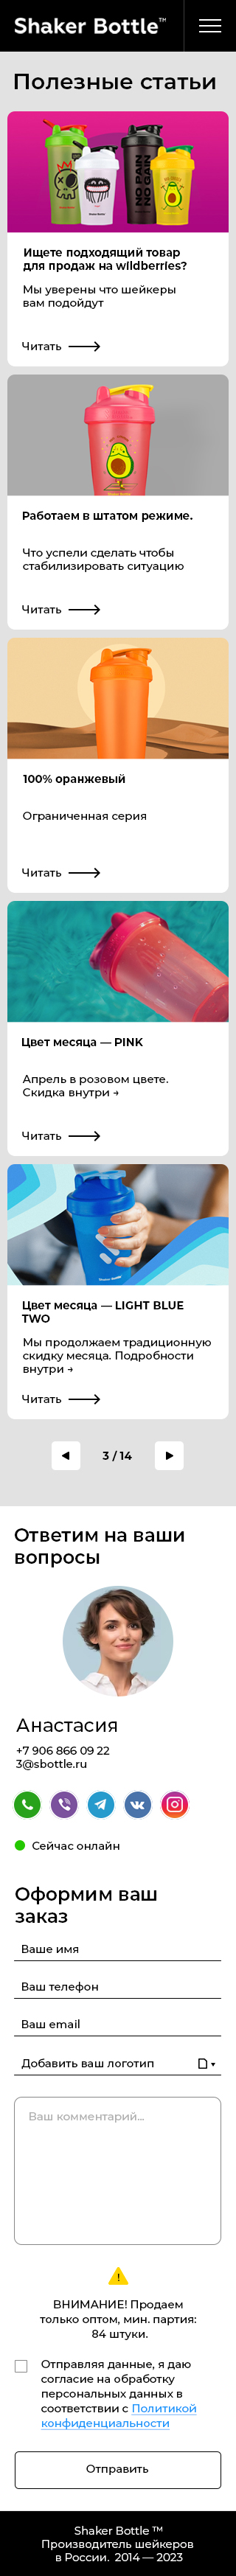 Shaker Bottle™
Полезные статьи
NO PAIN
NO GAIN
Ищете подходящий товар
для продаж на wildberries?
Мы уверены что шейкеры
вам подойдут
Читать
Работаем в штатом режиме.
Что успели сделать чтобы
стабилизировать ситуацию
Читать
100% оранжевый
Ограниченная серия
Читать
Цвет месяца — PINK
Апрель в розовом цвете.
Скидка внутри →
Читать
Shaker Bottle
Цвет месяца — LIGHT BLUE
TWO
Мы продолжаем традиционную
скидку месяца. Подробности
внутри →
Читать
3 / 14
Ответим на ваши
вопросы
Анастасия
+7 906 866 09 22
3@sbottle.ru
Сейчас онлайн
Оформим ваш
заказ
Ваше имя
Ваш телефон
Ваш email
Добавить ваш логотип
Ваш комментарий...
ВНИМАНИЕ! Продаем
только оптом, мин. партия:
84 штуки.
Отправляя данные, я даю
согласие на обработку
персональных данных в
соответствии с Политикой
конфиденциальности
Отправить
Shaker Bottle ™
Производитель шейкеров
в России. 2014 — 2023